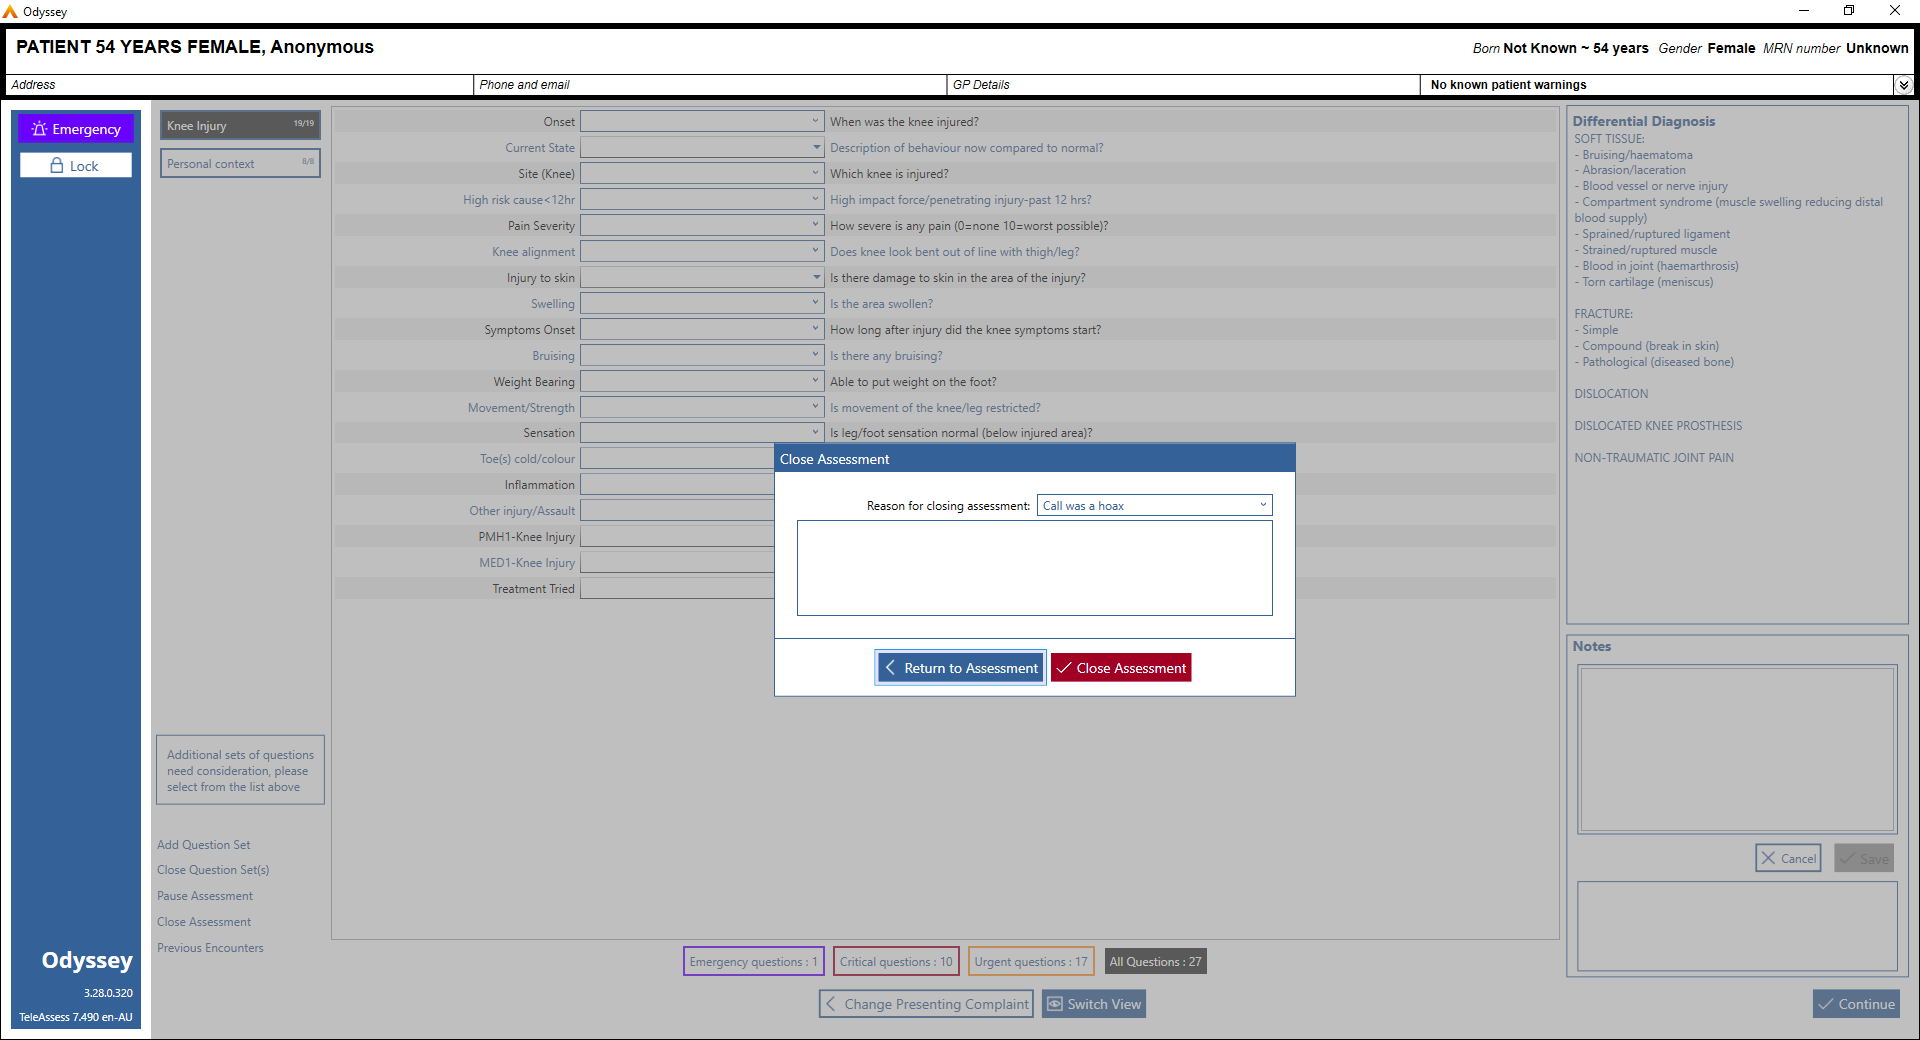 Odyssey
PATIENT 54 YEARS FEMALE, Anonymous
Born Not Known ~ 54 years Gender Female MRN number Unknown
Address
Phone and email
GP Details
No known patient warnings
Emergency
Lock
Knee Injury 19/19
Personal context 8/8
Onset When was the knee injured?
Current State Description of behaviour now compared to normal?
Site (Knee) Which knee is injured?
High risk cause<12hr High impact force/penetrating injury-past 12 hrs?
Pain Severity How severe is any pain (0=none 10=worst possible)?
Knee alignment Does knee look bent out of line with thigh/leg?
Injury to skin Is there damage to skin in the area of the injury?
Swelling Is the area swollen?
Symptoms Onset How long after injury did the knee symptoms start?
Bruising Is there any bruising?
Weight Bearing Able to put weight on the foot?
Movement/Strength Is movement of the knee/leg restricted?
Sensation Is leg/foot sensation normal (below injured area)?
Toe(s) cold/colour
Inflammation
Other injury/Assault
PMH1-Knee Injury
MED1-Knee Injury
Treatment Tried
Close Assessment
Reason for closing assessment: Call was a hoax
Return to Assessment
Close Assessment
Differential Diagnosis
SOFT TISSUE:
- Bruising/haematoma
- Abrasion/laceration
- Blood vessel or nerve injury
- Compartment syndrome (muscle swelling reducing distal
blood supply)
- Sprained/ruptured ligament
- Strained/ruptured muscle
- Blood in joint (haemarthrosis)
- Torn cartilage (meniscus)
FRACTURE:
- Simple
- Compound (break in skin)
- Pathological (diseased bone)
DISLOCATION
DISLOCATED KNEE PROSTHESIS
NON-TRAUMATIC JOINT PAIN
Notes
Cancel
Save
Additional sets of questions
need consideration, please
select from the list above
Add Question Set
Close Question Set(s)
Pause Assessment
Close Assessment
Previous Encounters
Odyssey
3.28.0.320
TeleAssess 7.490 en-AU
Emergency questions : 1
Critical questions : 10
Urgent questions : 17
All Questions : 27
Change Presenting Complaint
Switch View
Continue